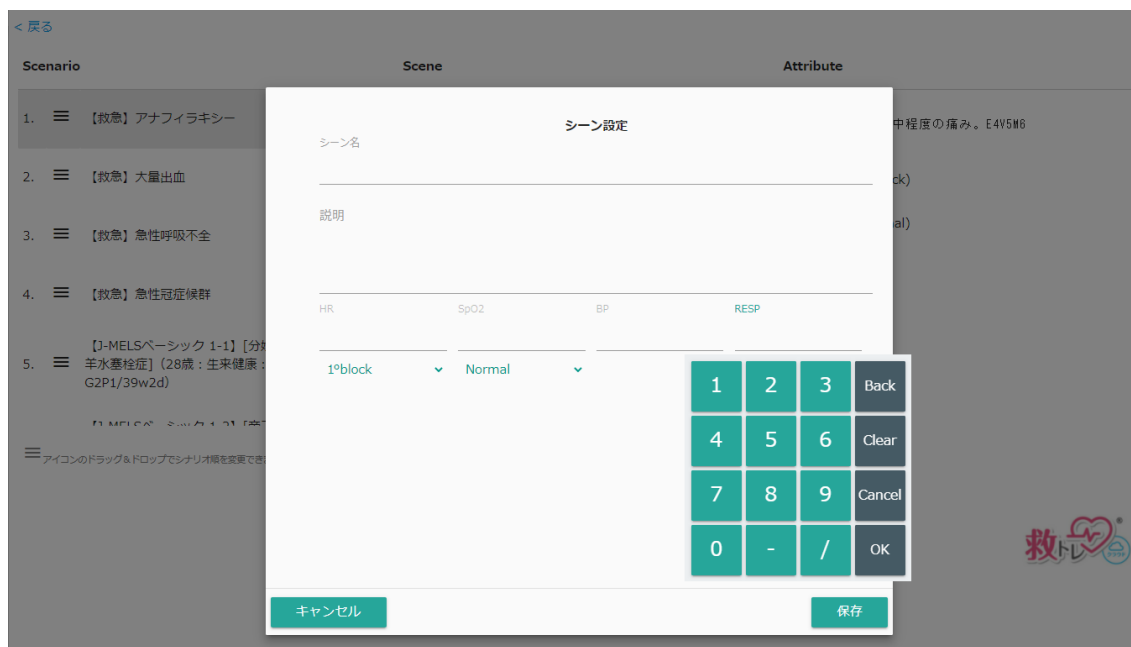 < 戻る
Scenario Scene Attribute
1. 【救急】アナフィラキシー
中程度の痛み。E4V5M6
2. 【救急】大量出血
ck)
3. 【救急】急性呼吸不全
al)
4. 【救急】急性冠症候群
5. 【J-MELSベーシック 1-1】[分娩
羊水塞栓症]（28歳：生来健康：
G2P1/39w2d）
アイコンのドラッグ&ドロップでシナリオ順を変更でき
シーン設定
シーン名
説明
HR SpO2 BP RESP
1ºblock Normal
1 2 3 Back
4 5 6 Clear
7 8 9 Cancel
0 - / OK
キャンセル 保存
救トレ